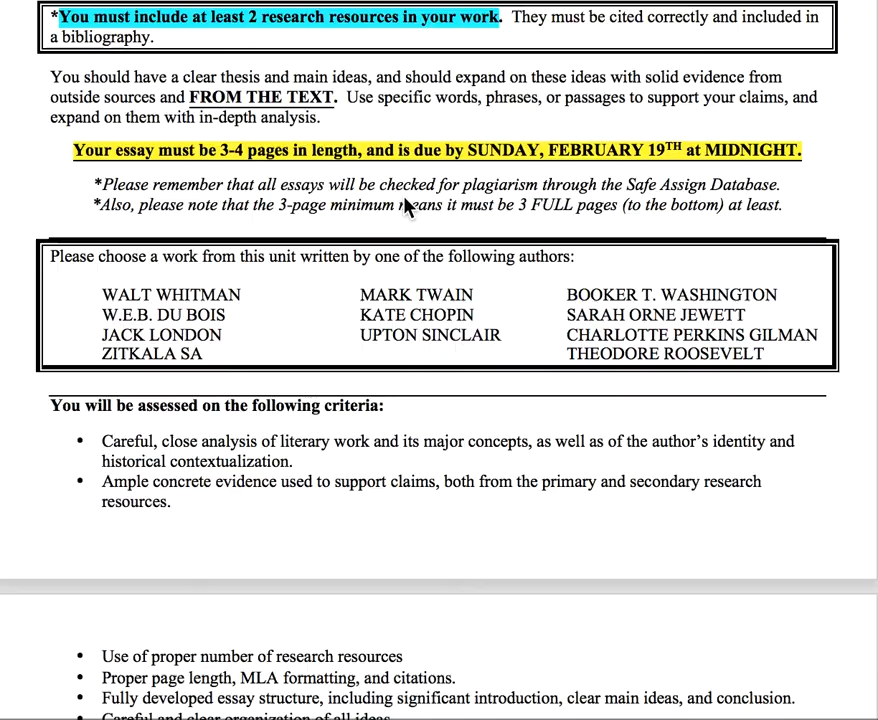 *You must include at least 2 research resources in your work.  They must be cited correctly and included in
a bibliography.
You should have a clear thesis and main ideas, and should expand on these ideas with solid evidence from
outside sources and FROM THE TEXT.  Use specific words, phrases, or passages to support your claims, and
expand on them with in-depth analysis.
Your essay must be 3-4 pages in length, and is due by SUNDAY, FEBRUARY 19TH at MIDNIGHT.
*Please remember that all essays will be checked for plagiarism through the Safe Assign Database.
*Also, please note that the 3-page minimum means it must be 3 FULL pages (to the bottom) at least.
Please choose a work from this unit written by one of the following authors:
WALT WHITMAN MARK TWAIN BOOKER T. WASHINGTON
W.E.B. DU BOIS KATE CHOPIN SARAH ORNE JEWETT
JACK LONDON UPTON SINCLAIR CHARLOTTE PERKINS GILMAN
ZITKALA SA THEODORE ROOSEVELT
You will be assessed on the following criteria:
• Careful, close analysis of literary work and its major concepts, as well as of the author's identity and
historical contextualization.
• Ample concrete evidence used to support claims, both from the primary and secondary research
resources.
• Use of proper number of research resources
• Proper page length, MLA formatting, and citations.
• Fully developed essay structure, including significant introduction, clear main ideas, and conclusion.
• Careful and clear organization of all ideas